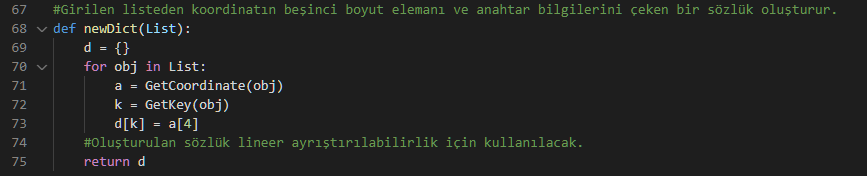 67 #Girilen listeden koordinatın beşinci boyut elemanı ve anahtar bilgilerini çeken bir sözlük oluşturur.
68 def newDict(List):
69 d = {}
70 for obj in List:
71 a = GetCoordinate(obj)
72 k = GetKey(obj)
73 d[k] = a[4]
74 #Oluşturulan sözlük lineer ayrıştırılabilirlik için kullanılacak.
75 return d